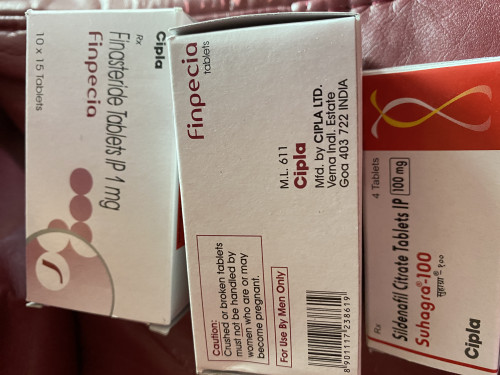 Cipla
Rx
Finasteride Tablets IP 1 mg
Finpecia
10 x 15 Tablets
Finpecia
tablets
M.L. 611
Cipla
Mfd. by CIPLA LTD.
Verna Indl. Estate
Goa 403 722 INDIA
Caution:
Crushed or broken tablets
must not be handled by
women who are or may
become pregnant.
For Use By Men Only
8901117238619
Rx
4 Tablets
Sildenafil Citrate Tablets IP 100 mg
Suhagra®-100
सुहाग्रा®-१००
Cipla